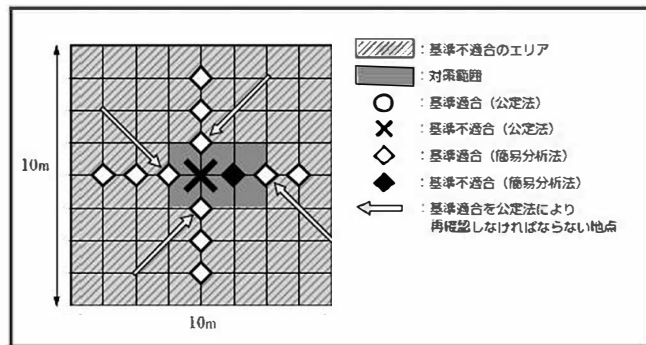 10m
10m
：基準不適合のエリア
：対策範囲
：基準適合（公定法）
：基準不適合（公定法）
：基準適合（簡易分析法）
：基準不適合（簡易分析法）
：基準適合を公定法により
再確認しなければならない地点